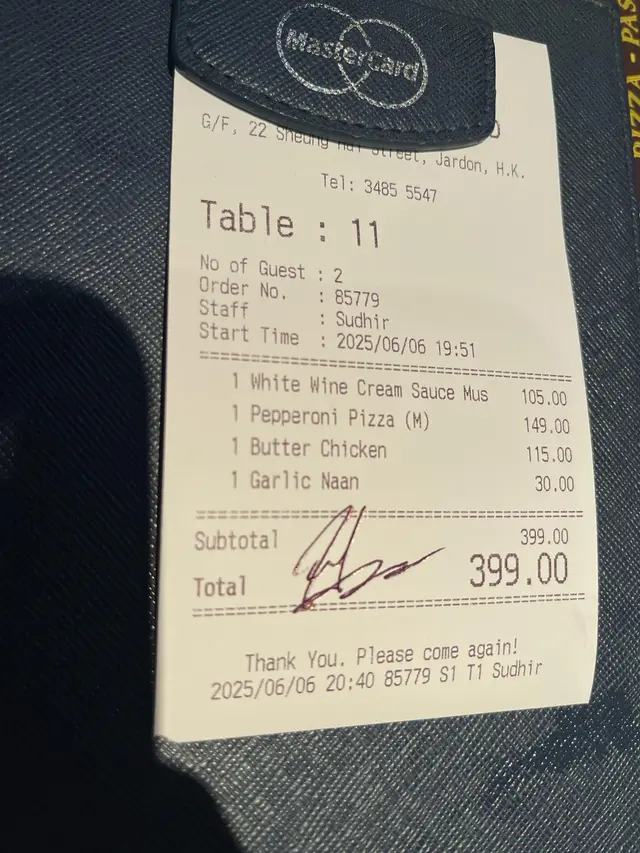 MasterCard
PIZZA - PAS
G/F, 22 Sheung Street, Jardon, H.K.
Tel: 3485 5547
Table : 11
No of Guest : 2
Order No. : 85779
Staff : Sudhir
Start Time : 2025/06/06 19:51
1 White Wine Cream Sauce Mus 105.00
1 Pepperoni Pizza (M) 149.00
1 Butter Chicken 115.00
1 Garlic Naan 30.00
Subtotal 399.00
Total 399.00
Thank You. Please come again!
2025/06/06 20:40 85779 S1 T1 Sudhir